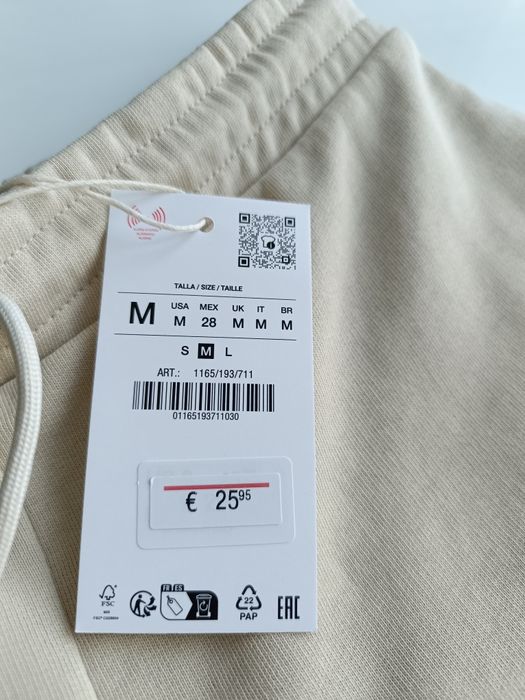 TALLA / SIZE / TAILLE
M USA MEX UK IT BR
M 28 M M M
S M L
ART.: 1165/193/711
01165193711030
€ 25 95
FR TES
FSC
22
PAP
EAC